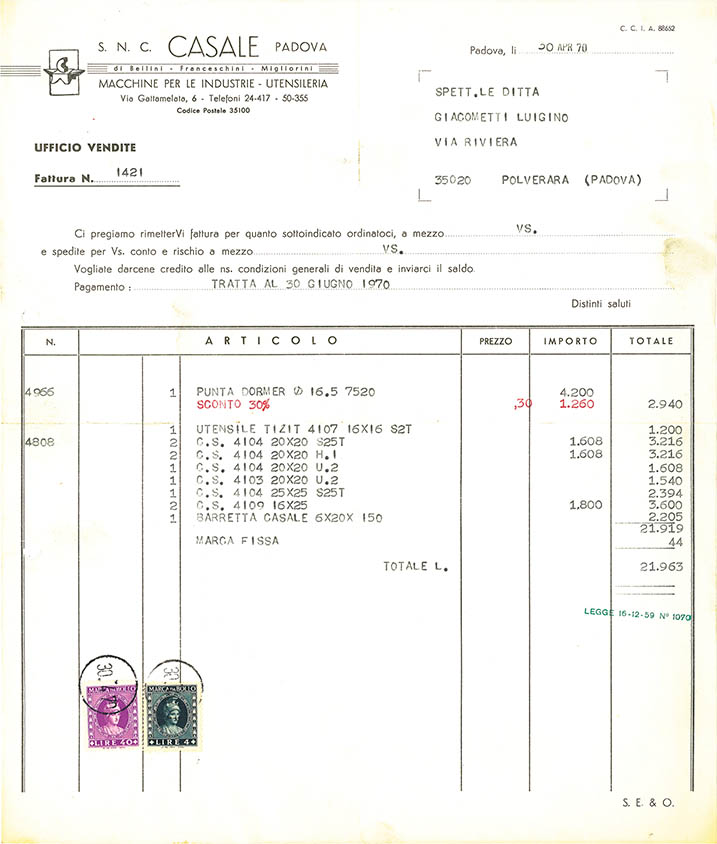 C. C. I. A. 88652
S. N. C. CASALE PADOVA
di Bellini - Franceschini - Migliorini
MACCHINE PER LE INDUSTRIE - UTENSILERIA
Via Gattamelata, 6 - Telefoni 24-417 - 50-355
Codice Postale 35100
Padova, li 30 APR 70
SPETT.LE DITTA
GIACOMETTI LUIGINO
VIA RIVIERA
35020 POLVERARA (PADOVA)
UFFICIO VENDITE
Fattura N. 1421
Ci pregiamo rimetterVi fattura per quanto sottoindicato ordinatoci, a mezzo VS.
e spedite per Vs. conto e rischio a mezzo VS.
Vogliate darcene credito alle ns. condizioni generali di vendita e inviarci il saldo.
Pagamento : TRATTA AL 30 GIUGNO 1970
Distinti saluti
N. ARTICOLO PREZZO IMPORTO TOTALE
4966 1 PUNTA DORMER Ø 16.5 7520 4.200
SCONTO 30% ,30 1.260 2.940
1 UTENSILE TIZIT 4107 16X16 S2T 1.200
4808 2 C.S. 4104 20X20 S25T 1.608 3.216
2 C.S. 4104 20X20 H.1 1.608 3.216
1 C.S. 4104 20X20 U.2 1.608
1 C.S. 4103 20X20 U.2 1.540
1 C.S. 4104 25X25 S25T 2.394
2 C.S. 4109 16X25 1,800 3.600
1 BARRETTA CASALE 6X20X 150 2.205
21.919
MARCA FISSA 44
TOTALE L. 21.963
LEGGE 16-12-59 N° 1070
MARCA DA BOLLO
LIRE 40
MARCA DA BOLLO
LIRE 4
S. E. & O.